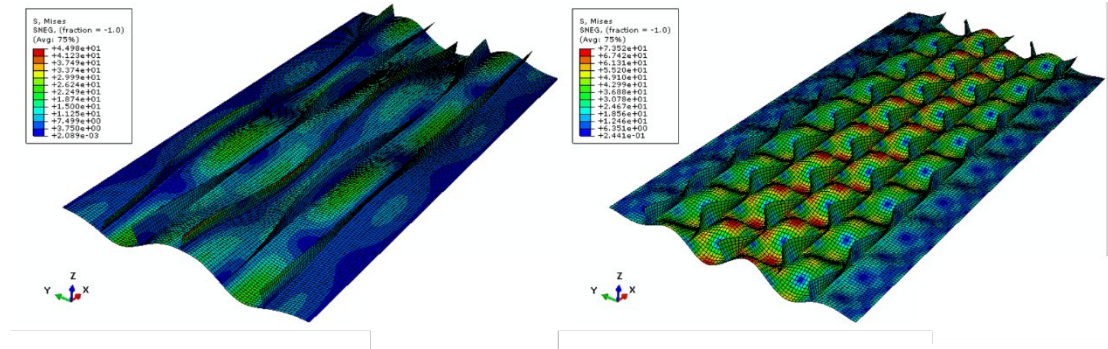 S, Mises
SNEG, (fraction = -1.0)
(Avg: 75%)
+4.498e+01
+4.123e+01
+3.749e+01
+3.374e+01
+2.999e+01
+2.624e+01
+2.249e+01
+1.874e+01
+1.500e+01
+1.125e+01
+7.499e+00
+3.750e+00
+2.089e-03
Z
Y
X
S, Mises
SNEG, (fraction = -1.0)
(Avg: 75%)
+7.352e+01
+6.742e+01
+6.131e+01
+5.520e+01
+4.910e+01
+4.299e+01
+3.688e+01
+3.078e+01
+2.467e+01
+1.856e+01
+1.246e+01
+6.351e+00
+2.441e-01
Z
Y
X